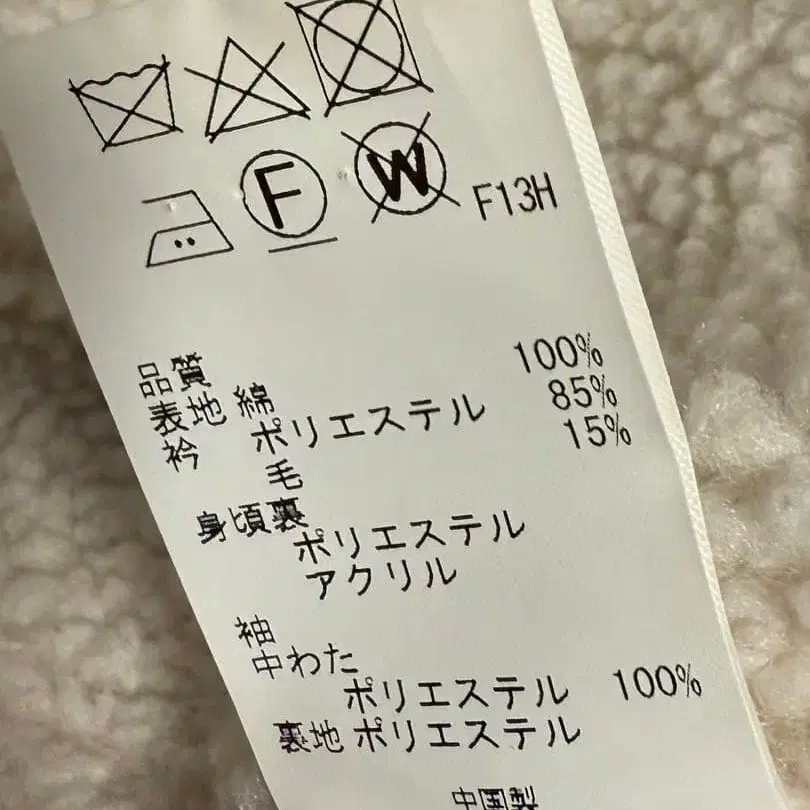 F W F13H
品質
表地 綿 100%
衿 ポリエステル 85%
毛 15%
身頃裏
ポリエステル
アクリル
袖
中わた
ポリエステル 100%
裏地 ポリエステル
中国製